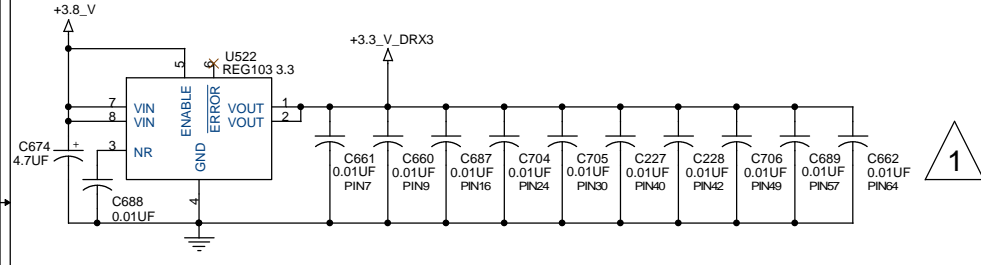 +3.8_V
+3.3_V_DRX3
U522
REG103 3.3
5
6
7
8
3
1
2
4
VIN
VIN
NR
ENABLE
ERROR
GND
VOUT
VOUT
C674
4.7UF
+
C688
0.01UF
C661
0.01UF
PIN7
C660
0.01UF
PIN9
C687
0.01UF
PIN16
C704
0.01UF
PIN24
C705
0.01UF
PIN30
C227
0.01UF
PIN40
C228
0.01UF
PIN42
C706
0.01UF
PIN49
C689
0.01UF
PIN57
C662
0.01UF
PIN64
1